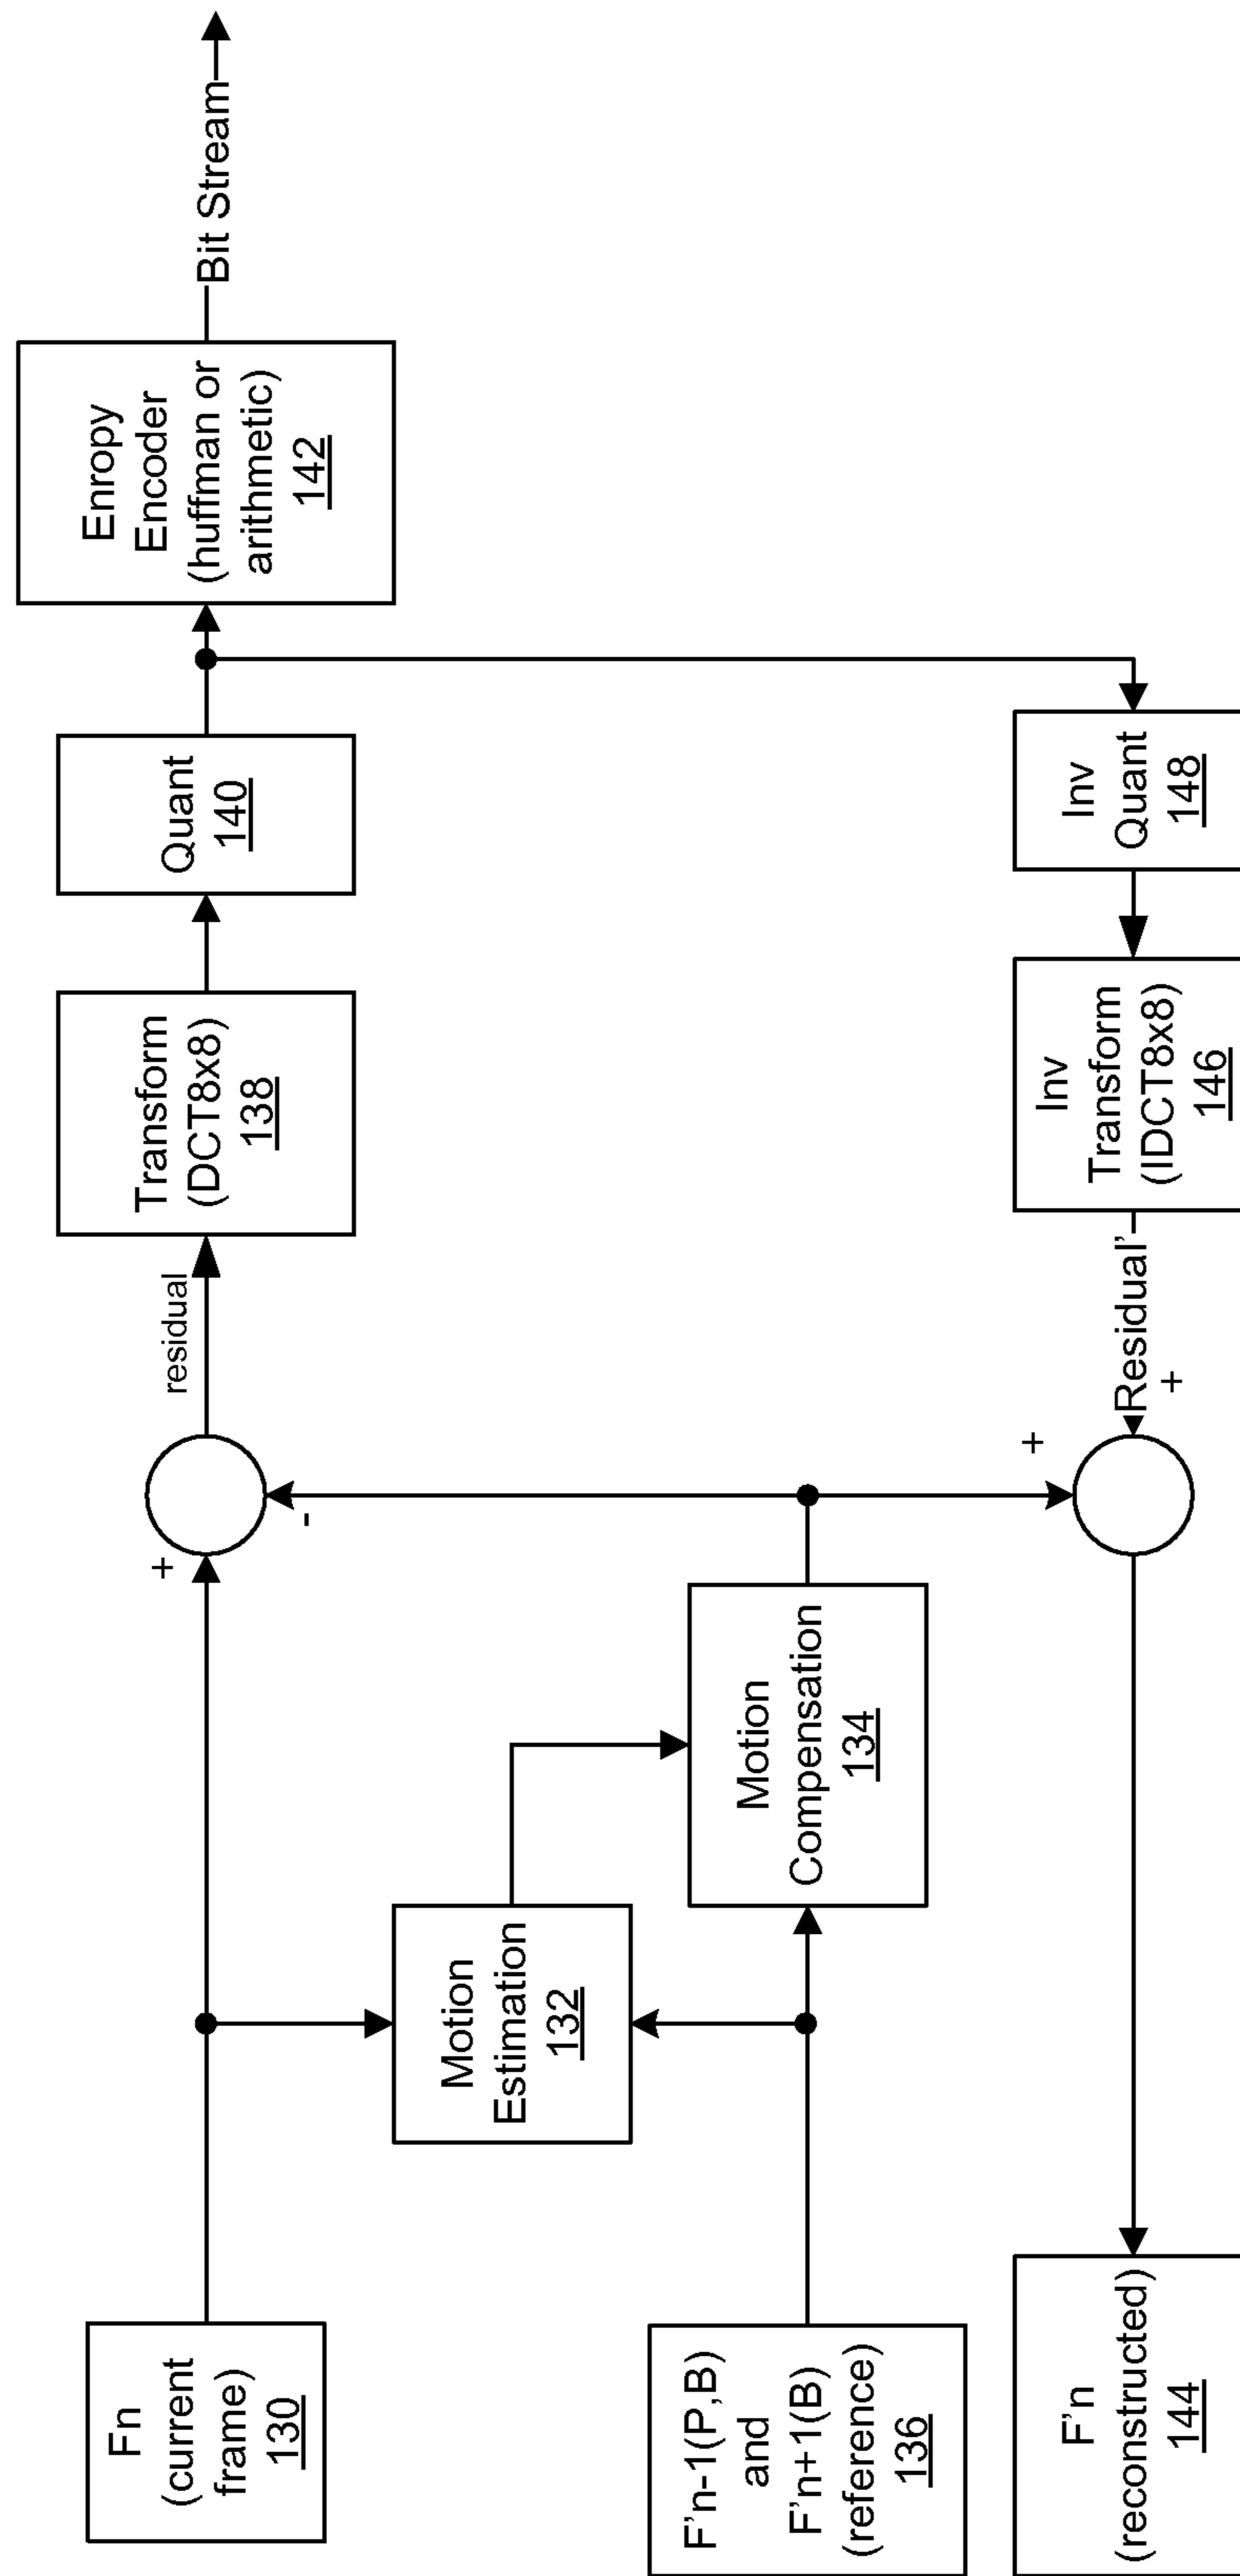 Fn
(current
frame)
130
F'n-1(P,B)
and
F'n+1(B)
(reference)
136
F'n
(reconstructed)
144
Motion
Estimation
132
Motion
Compensation
134
+
-
residual
+
Residual'
+
Transform
(DCT8x8)
138
Quant
140
Enropy
Encoder
(huffman or
arithmetic)
142
Bit Stream
Inv
Transform
(IDCT8x8)
146
Inv
Quant
148